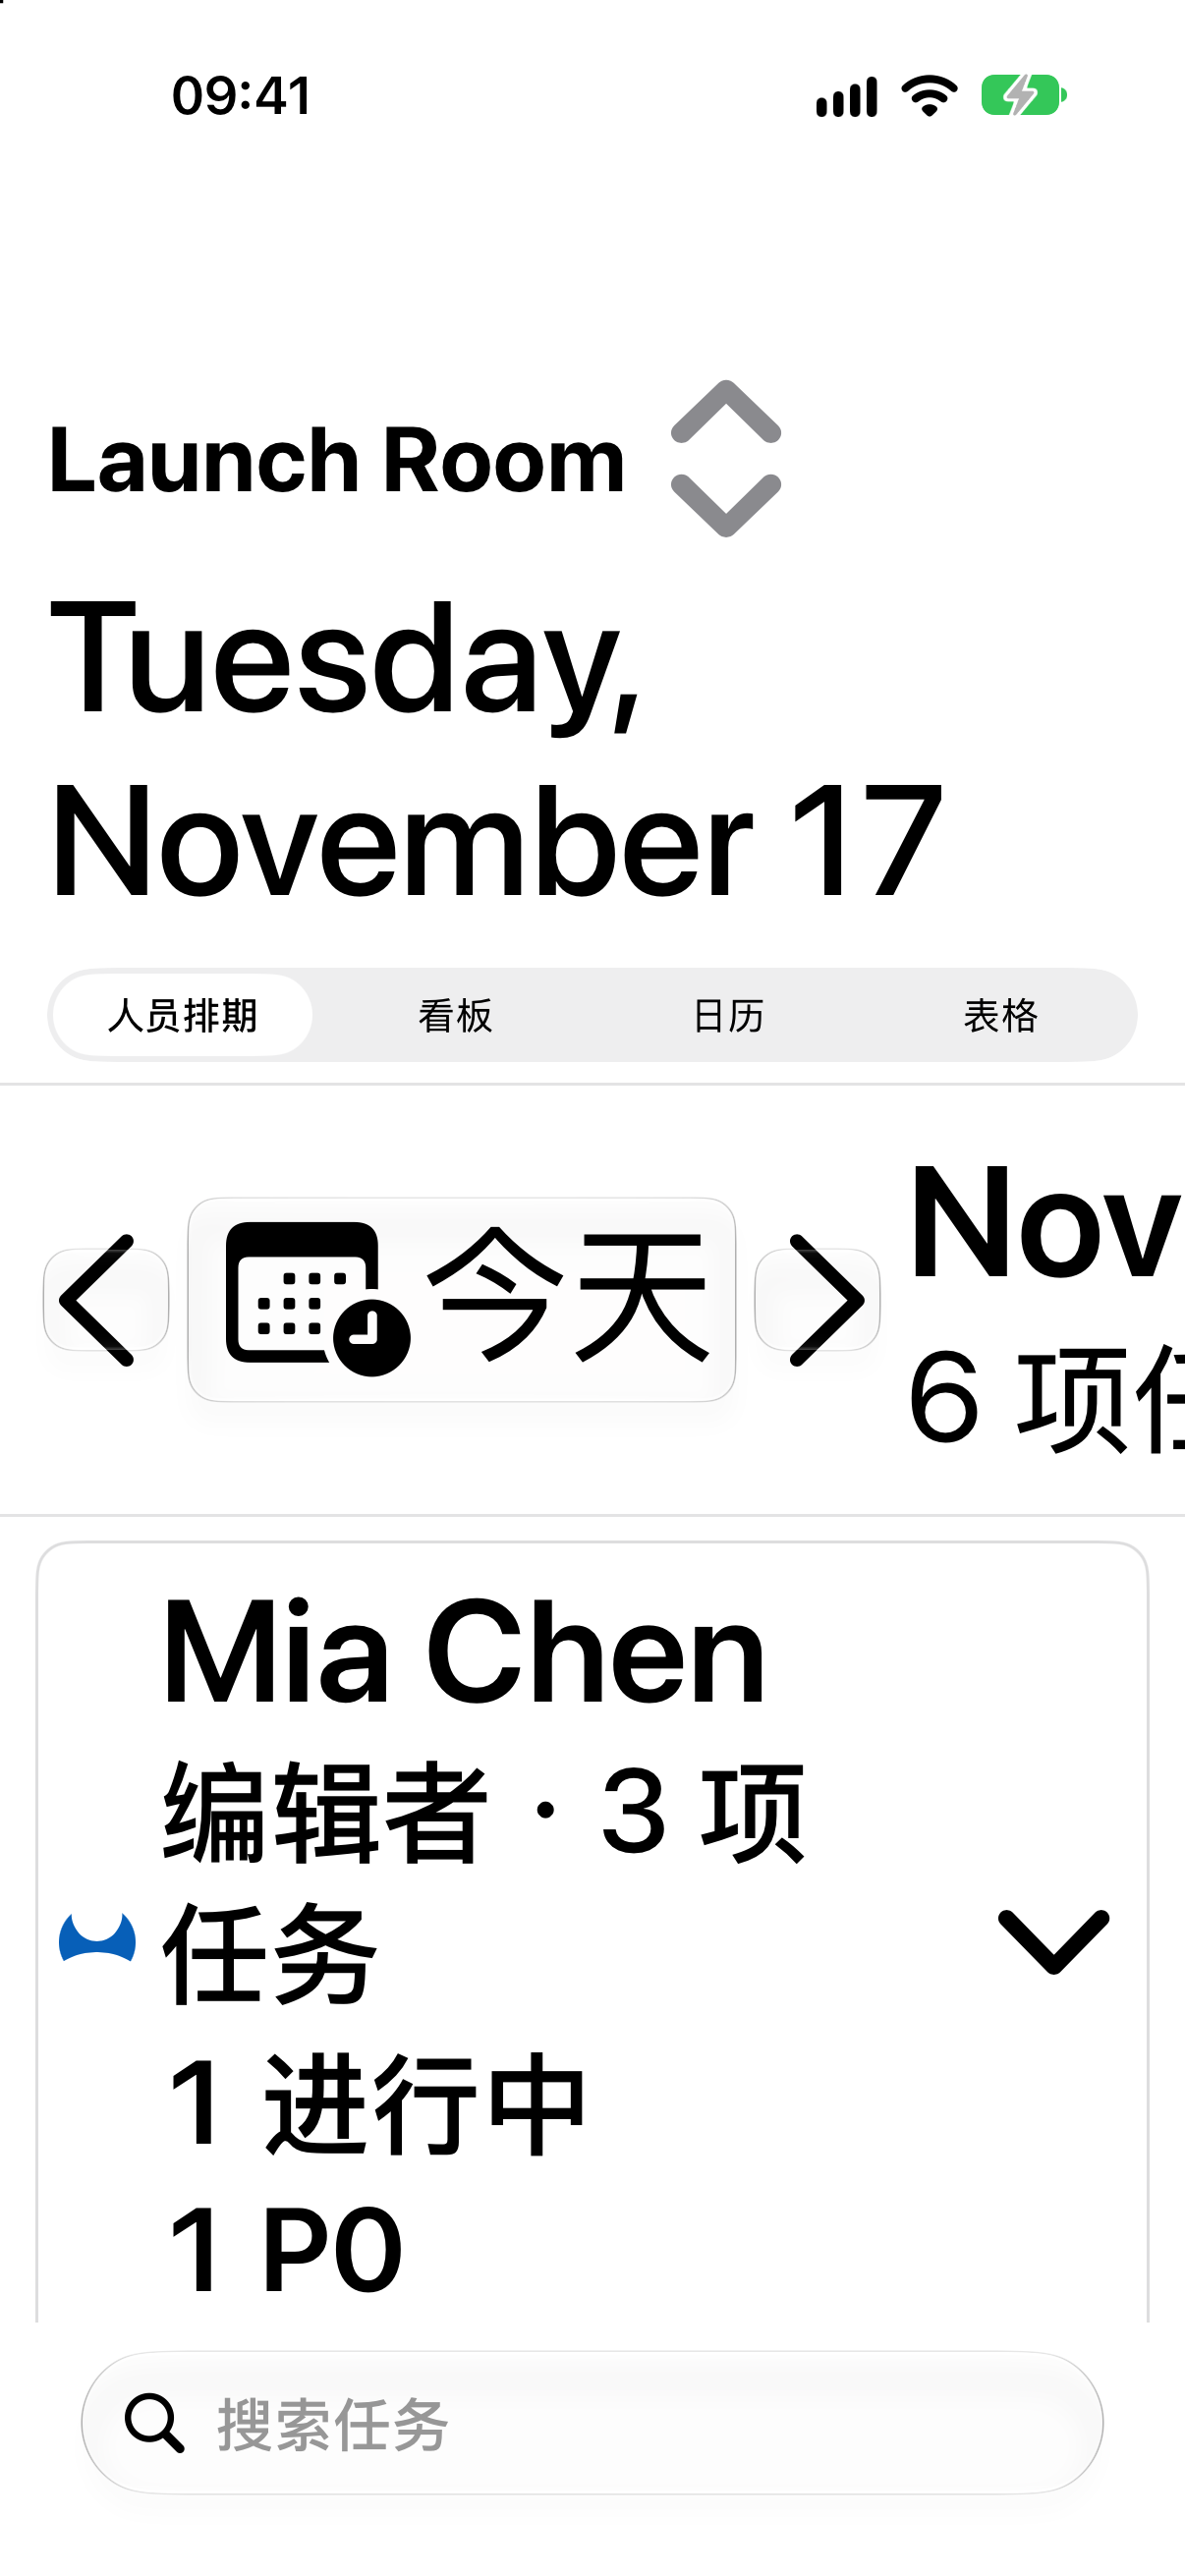 09:41
Launch Room
Tuesday,
November 17
人员排期 看板 日历 表格
今天
Nov
6 项任
Mia Chen
编辑者 · 3 项
任务
1 进行中
1 P0
搜索任务